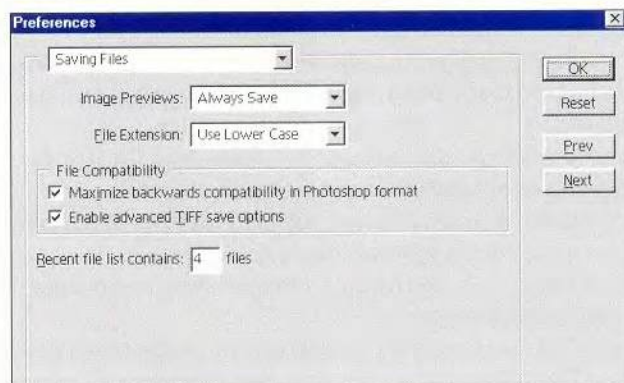 Preferences
Saving Files
Image Previews: Always Save
File Extension: Use Lower Case
File Compatibility
Maximize backwards compatibility in Photoshop format
Enable advanced TIFF save options
Recent file list contains: 4 files
OK
Reset
Prev
Next